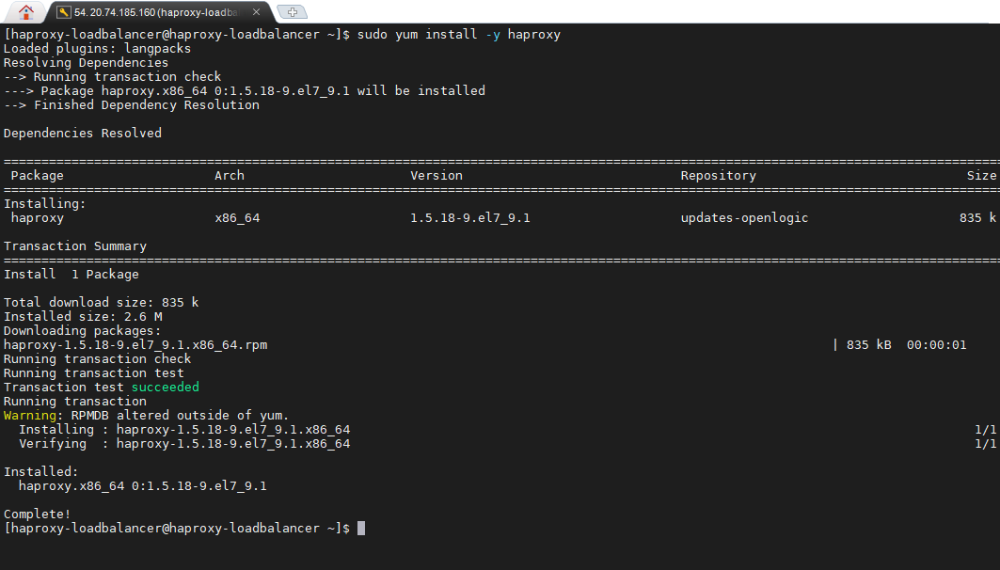 54.20.74.185.160 (haproxy-loadba
[haproxy-loadbalancer@haproxy-loadbalancer ~]$ sudo yum install -y haproxy
Loaded plugins: langpacks
Resolving Dependencies
--> Running transaction check
---> Package haproxy.x86_64 0:1.5.18-9.el7_9.1 will be installed
--> Finished Dependency Resolution
Dependencies Resolved
Package Arch Version Repository Size
Installing:
haproxy x86_64 1.5.18-9.el7_9.1 updates-openlogic 835 k
Transaction Summary
Install 1 Package
Total download size: 835 k
Installed size: 2.6 M
Downloading packages:
haproxy-1.5.18-9.el7_9.1.x86_64.rpm | 835 kB 00:00:01
Running transaction check
Running transaction test
Transaction test succeeded
Running transaction
Warning: RPMDB altered outside of yum.
Installing : haproxy-1.5.18-9.el7_9.1.x86_64 1/1
Verifying : haproxy-1.5.18-9.el7_9.1.x86_64 1/1
Installed:
haproxy.x86_64 0:1.5.18-9.el7_9.1
Complete!
[haproxy-loadbalancer@haproxy-loadbalancer ~]$